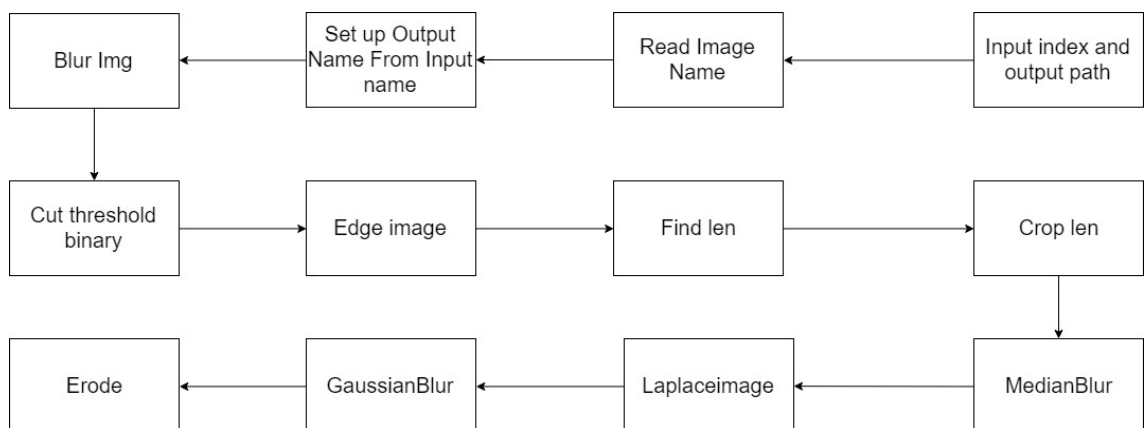 Blur Img
Set up Output
Name From Input
name
Read Image
Name
Input index and
output path
Cut threshold
binary
Edge image
Find len
Crop len
Erode
GaussianBlur
Laplaceimage
MedianBlur